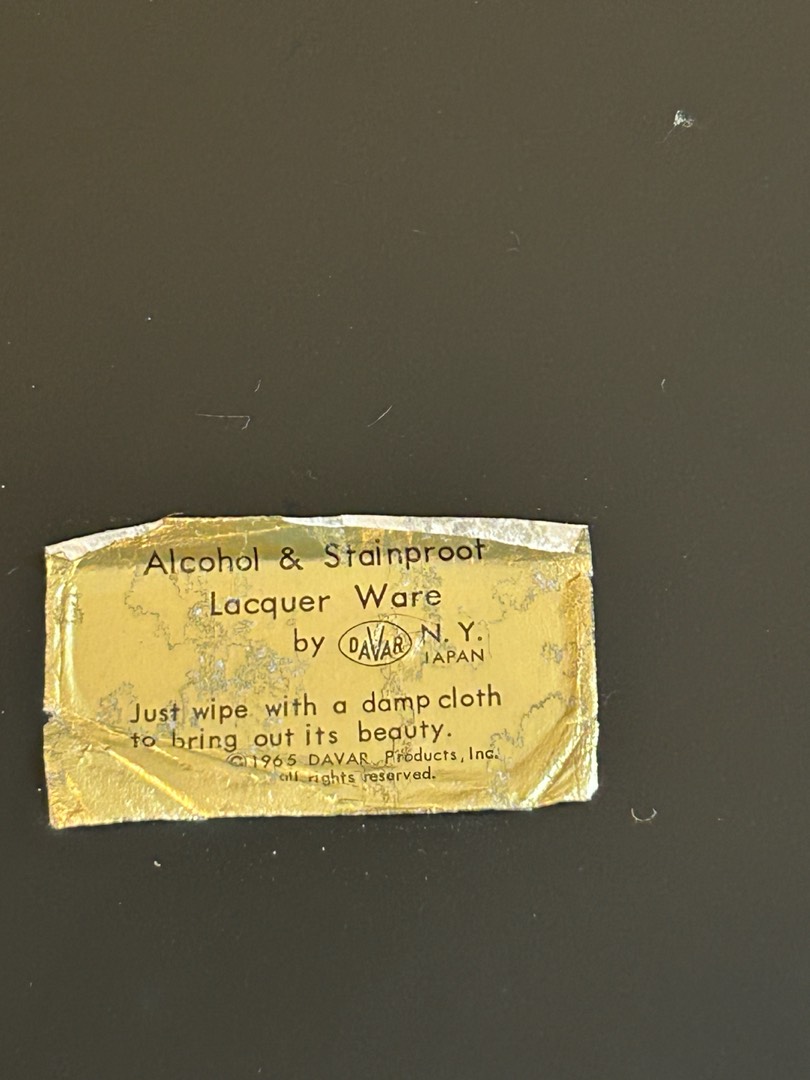 Alcohol & Stainproof
Lacquer Ware
by DAVAR N. Y.
JAPAN
Just wipe with a damp cloth
to bring out its beauty.
©1965 DAVAR Products, Inc.
all rights reserved.